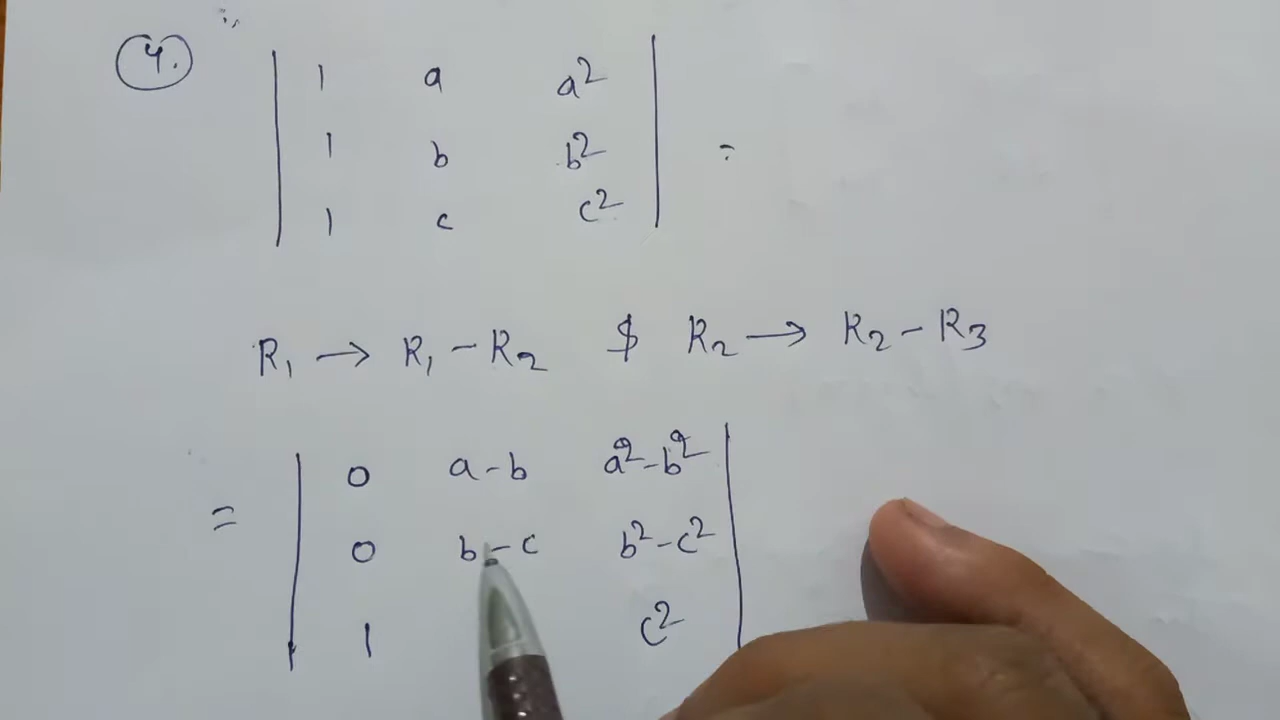 4.
| 1 a a² |
| 1 b b² | =
| 1 c c² |
R₁ → R₁ - R₂ $ R₂ → R₂ - R₃
| 0 a-b a²-b² |
= | 0 b-c b²-c² |
| 1 c² |